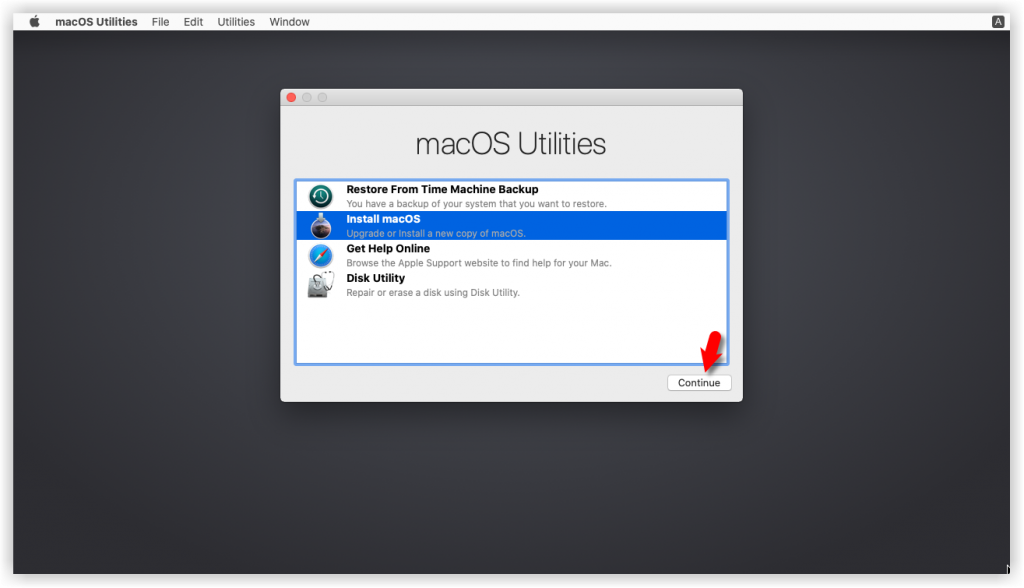 macOS Utilities File Edit Utilities Window A
macOS Utilities
Restore From Time Machine Backup
You have a backup of your system that you want to restore.
Install macOS
Upgrade or Install a new copy of macOS.
Get Help Online
Browse the Apple Support website to find help for your Mac.
Disk Utility
Repair or erase a disk using Disk Utility.
Continue